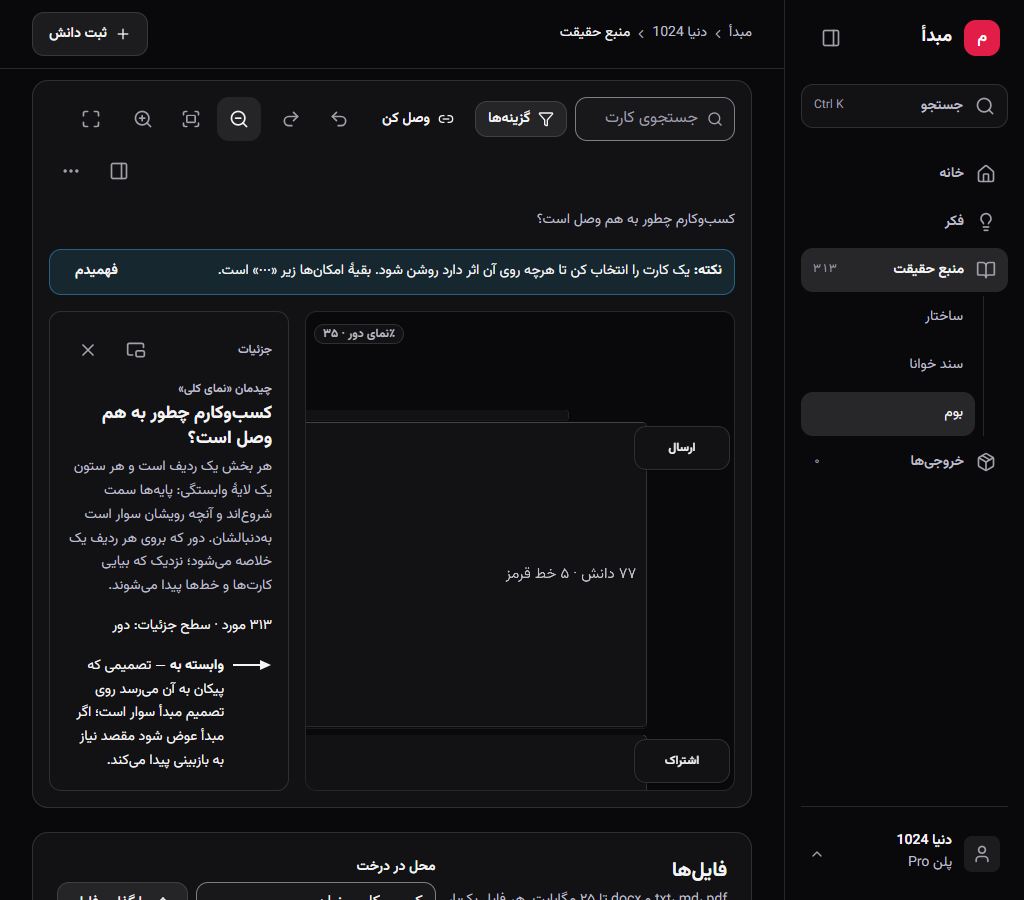 م
مبدأ
جستجو
Ctrl K
خانه
فکر
منبع حقیقت
۳۱۳
ساختار
سند خوانا
بوم
خروجی‌ها
۰
دنیا 1024
پلن Pro
مبدأ › دنیا 1024 › منبع حقیقت
ثبت دانش +
جستجوی کارت
گزینه‌ها
وصل کن
کسب‌وکارم چطور به هم وصل است؟
نکته: یک کارت را انتخاب کن تا هرچه روی آن اثر دارد روشن شود. بقیهٔ امکان‌ها زیر «⋯» است.
فهمیدم
نمای دور · ۳۵٪
ارسال
۷۷ دانش · ۵ خط قرمز
اشتراک
جزئیات
چیدمان «نمای کلی»
کسب‌وکارم چطور به هم
وصل است؟
هر بخش یک ردیف است و هر ستون
یک لایهٔ وابستگی: پایه‌ها سمت
شروع‌اند و آنچه رویشان سوار است
به‌دنبالشان. دور که بروی هر ردیف یک
خلاصه می‌شود؛ نزدیک که بیایی
کارت‌ها و خط‌ها پیدا می‌شوند.
۳۱۳ مورد · سطح جزئیات: دور
وابسته به — تصمیمی که
پیکان به آن می‌رسد روی
تصمیم مبدأ سوار است؛ اگر
مبدأ عوض شود مقصد نیاز
به بازبینی پیدا می‌کند.
فایل‌ها
محل در درخت